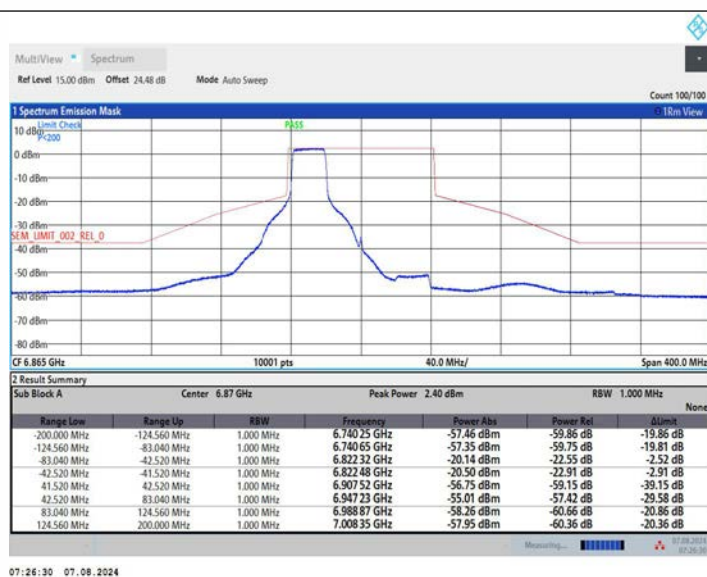 MultiView Spectrum
Ref Level 15.00 dBm Offset 24.48 dB Mode Auto Sweep
Count 100/100
1 Spectrum Emission Mask 1Rm View
10 dBm Limit Check PASS
P<200
0 dBm
-10 dBm
-20 dBm
-30 dBm
SEM_LIMIT_002_REL_0
-40 dBm
-50 dBm
-60 dBm
-70 dBm
-80 dBm
CF 6.865 GHz 10001 pts 40.0 MHz/ Span 400.0 MHz
2 Result Summary
Sub Block A Center 6.87 GHz Peak Power 2.40 dBm RBW 1.000 MHz
None
Range Low Range Up RBW Frequency Power Abs Power Rel ΔLimit
-200.000 MHz -124.560 MHz 1.000 MHz 6.740 25 GHz -57.46 dBm -59.86 dB -19.86 dB
-124.560 MHz -83.040 MHz 1.000 MHz 6.740 65 GHz -57.35 dBm -59.75 dB -19.81 dB
-83.040 MHz -42.520 MHz 1.000 MHz 6.822 32 GHz -20.14 dBm -22.55 dB -2.52 dB
-42.520 MHz -41.520 MHz 1.000 MHz 6.822 48 GHz -20.50 dBm -22.91 dB -2.91 dB
41.520 MHz 42.520 MHz 1.000 MHz 6.907 52 GHz -56.75 dBm -59.15 dB -39.15 dB
42.520 MHz 83.040 MHz 1.000 MHz 6.947 23 GHz -55.01 dBm -57.42 dB -29.58 dB
83.040 MHz 124.560 MHz 1.000 MHz 6.988 87 GHz -58.26 dBm -60.66 dB -20.86 dB
124.560 MHz 200.000 MHz 1.000 MHz 7.008 35 GHz -57.95 dBm -60.36 dB -20.36 dB
Measuring... 07.08.2024
07:26:30
07:26:30 07.08.2024